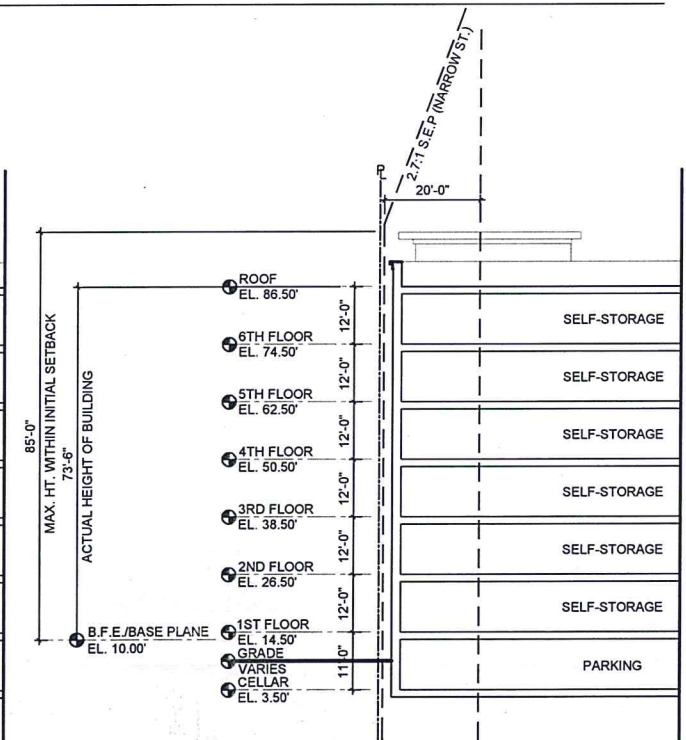 2.7:1 S.E.P (NARROW ST.)
PL
20'-0"
85'-0"
MAX. HT. WITHIN INITIAL SETBACK
73'-6"
ACTUAL HEIGHT OF BUILDING
ROOF
EL. 86.50'
12'-0"
SELF-STORAGE
6TH FLOOR
EL. 74.50'
12'-0"
SELF-STORAGE
5TH FLOOR
EL. 62.50'
12'-0"
SELF-STORAGE
4TH FLOOR
EL. 50.50'
12'-0"
SELF-STORAGE
3RD FLOOR
EL. 38.50'
12'-0"
SELF-STORAGE
2ND FLOOR
EL. 26.50'
12'-0"
SELF-STORAGE
B.F.E./BASE PLANE
EL. 10.00'
1ST FLOOR
EL. 14.50'
GRADE
VARIES
11'-0"
PARKING
CELLAR
EL. 3.50'